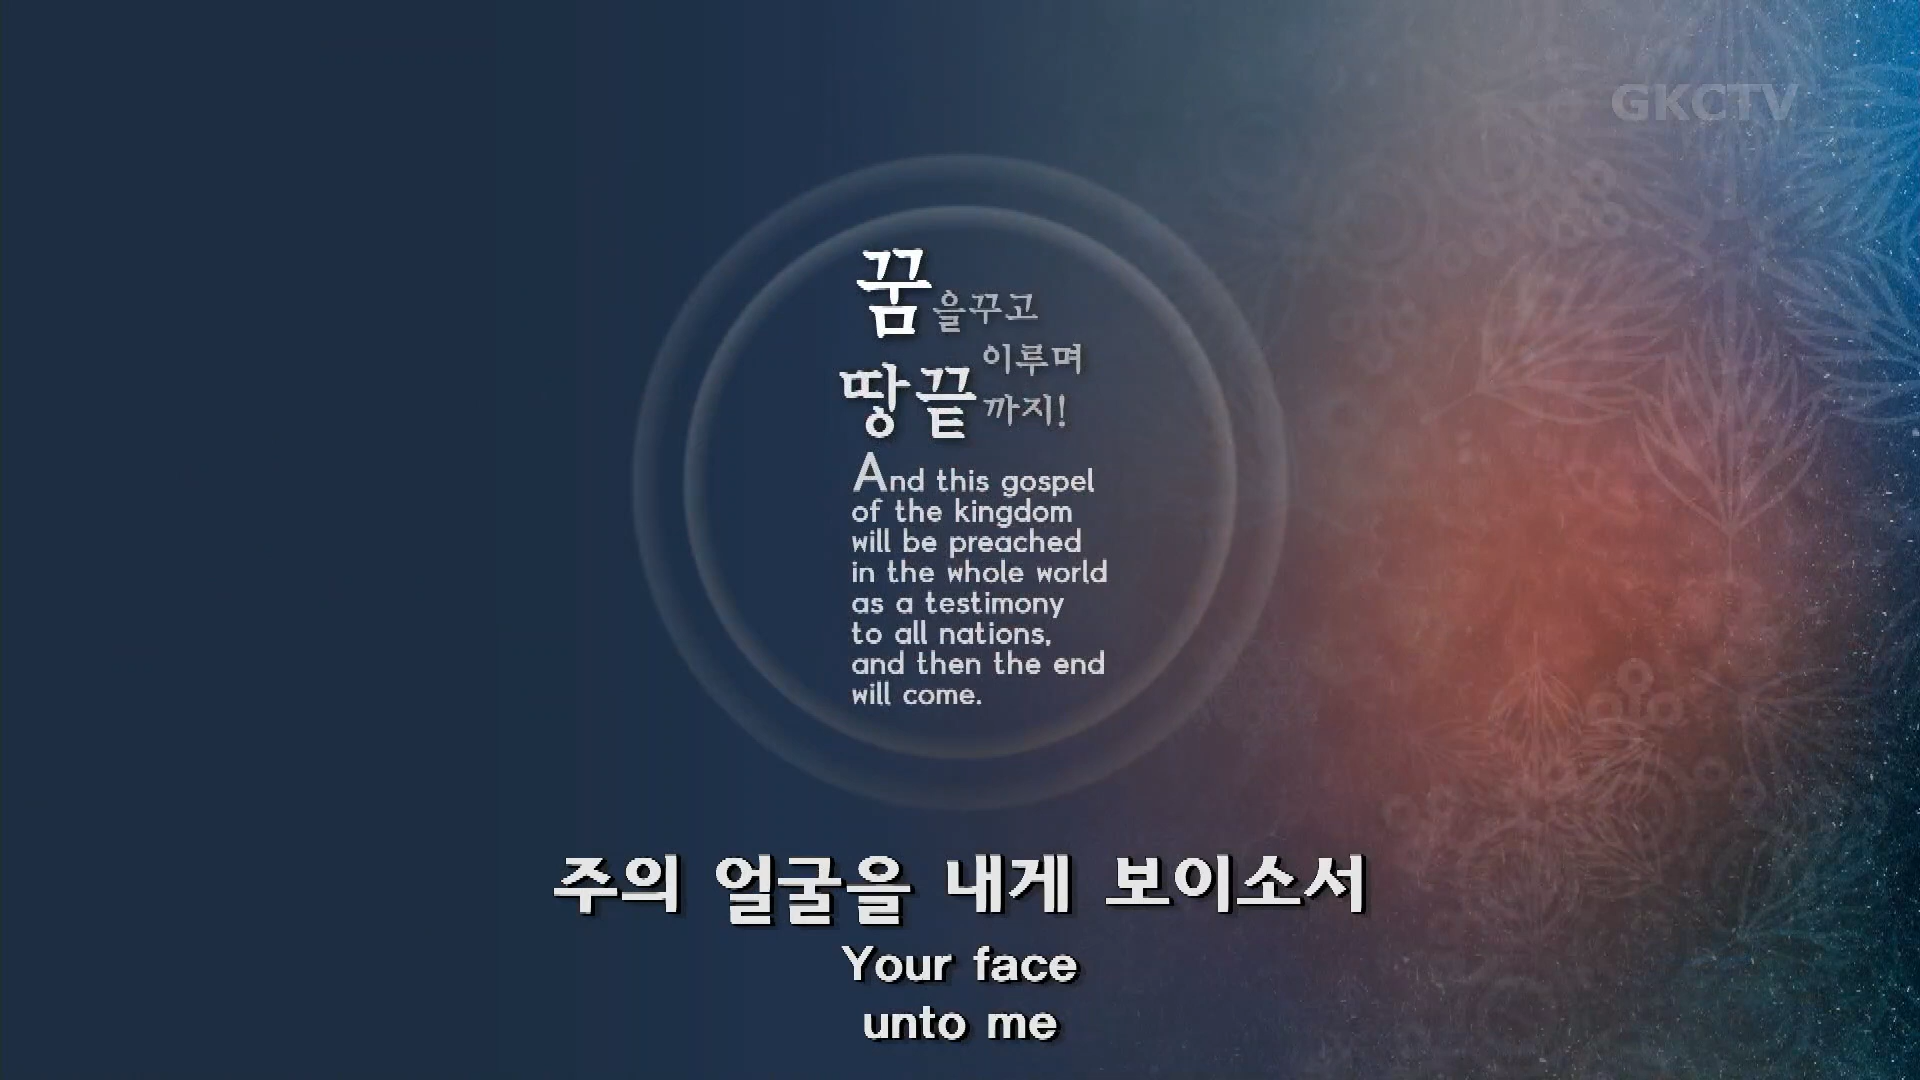 GKCTV
꿈을꾸고
이루며
땅끝까지!
And this gospel
of the kingdom
will be preached
in the whole world
as a testimony
to all nations,
and then the end
will come.
주의 얼굴을 내게 보이소서
Your face
unto me